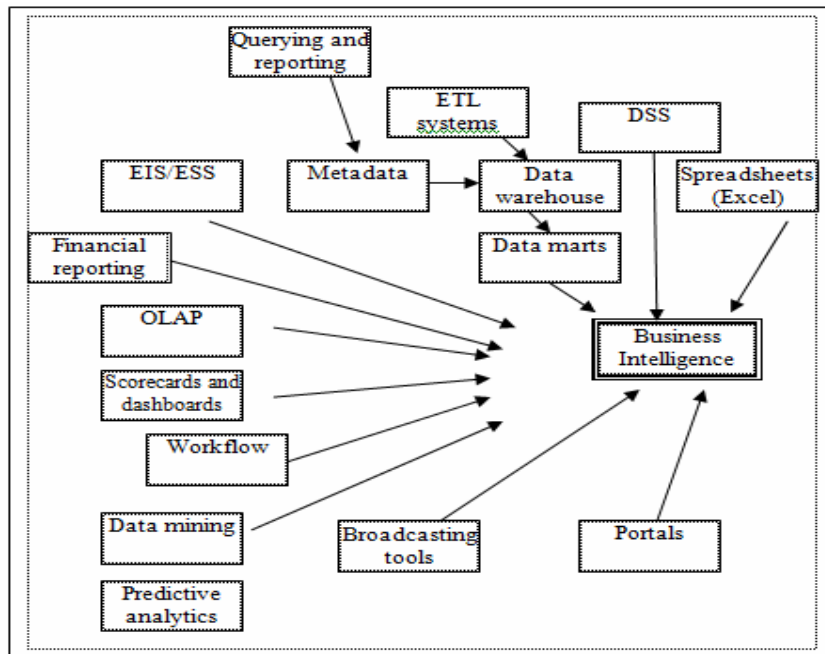 Querying and
reporting
ETL
systems
DSS
EIS/ESS
Metadata
Data
warehouse
Spreadsheets
(Excel)
Financial
reporting
Data marts
OLAP
Business
Intelligence
Scorecards and
dashboards
Workflow
Data mining
Broadcasting
tools
Portals
Predictive
analytics